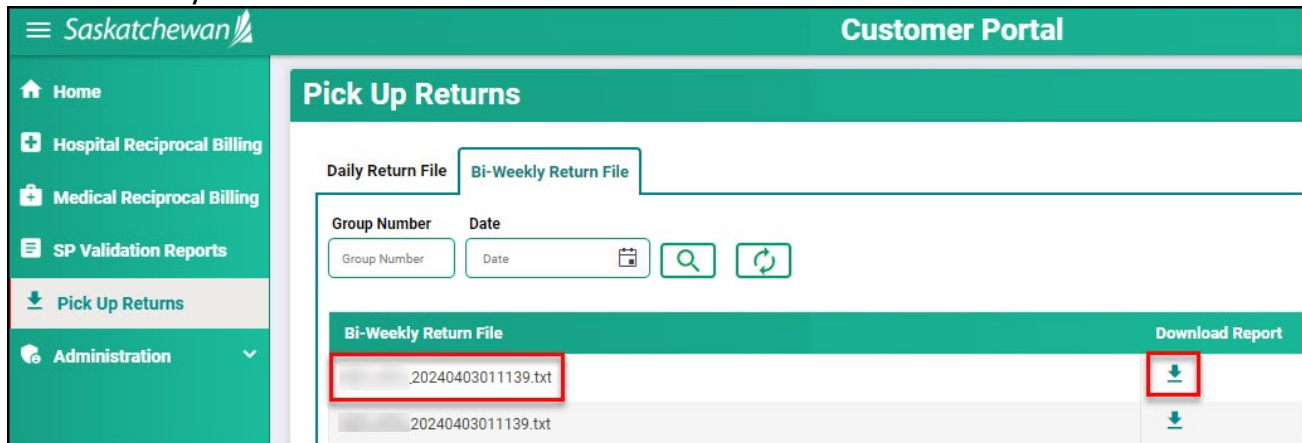 Saskatchewan
Customer Portal
Home
Hospital Reciprocal Billing
Medical Reciprocal Billing
SP Validation Reports
Pick Up Returns
Administration
Pick Up Returns
Daily Return File
Bi-Weekly Return File
Group Number
Date
Group Number
Date
Bi-Weekly Return File
Download Report
20240403011139.txt
20240403011139.txt